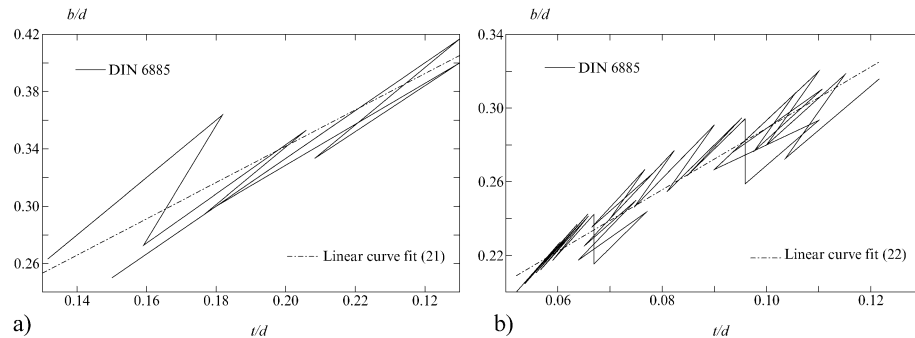 b/d
0.42
DIN 6885
0.38
0.34
0.30
0.26
Linear curve fit (21)
0.14 0.16 0.18 0.20 0.22 0.12
a)
t/d
b/d
0.34
DIN 6885
0.30
0.26
0.22
Linear curve fit (22)
0.06 0.08 0.10 0.12
b)
t/d